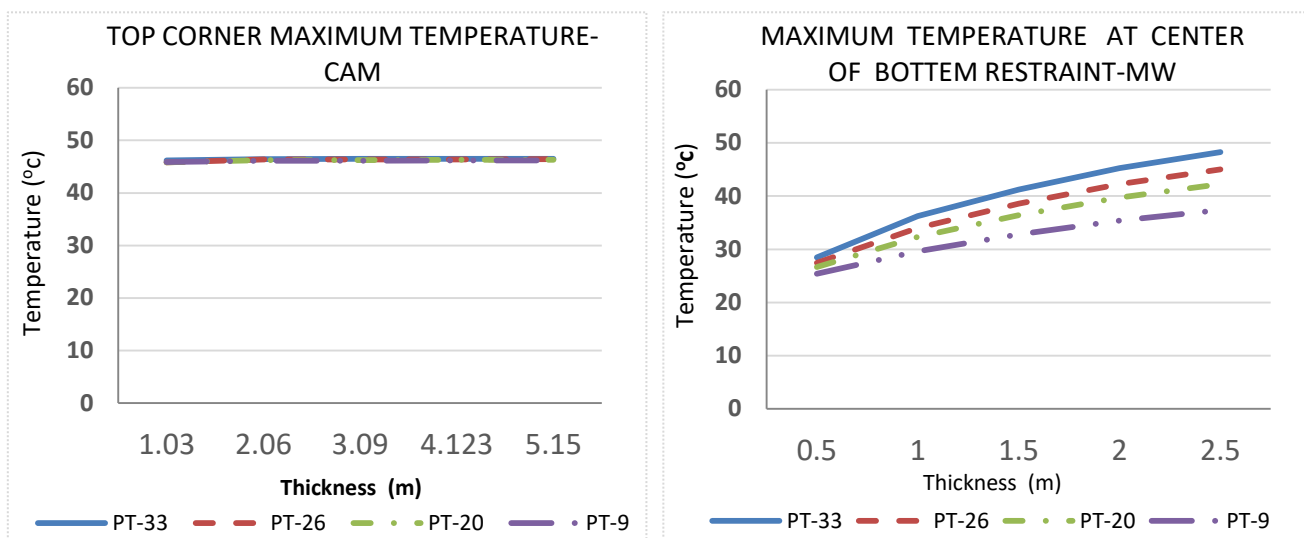 TOP CORNER MAXIMUM TEMPERATURE-
CAM
60
50
40
30
20
10
0
Temperature (°c)
1.03 2.06 3.09 4.123 5.15
Thickness (m)
PT-33 PT-26 PT-20 PT-9
MAXIMUM TEMPERATURE AT CENTER
OF BOTTEM RESTRAINT-MW
60
50
40
30
20
10
0
Temperature (°c)
0.5 1 1.5 2 2.5
Thickness (m)
PT-33 PT-26 PT-20 PT-9